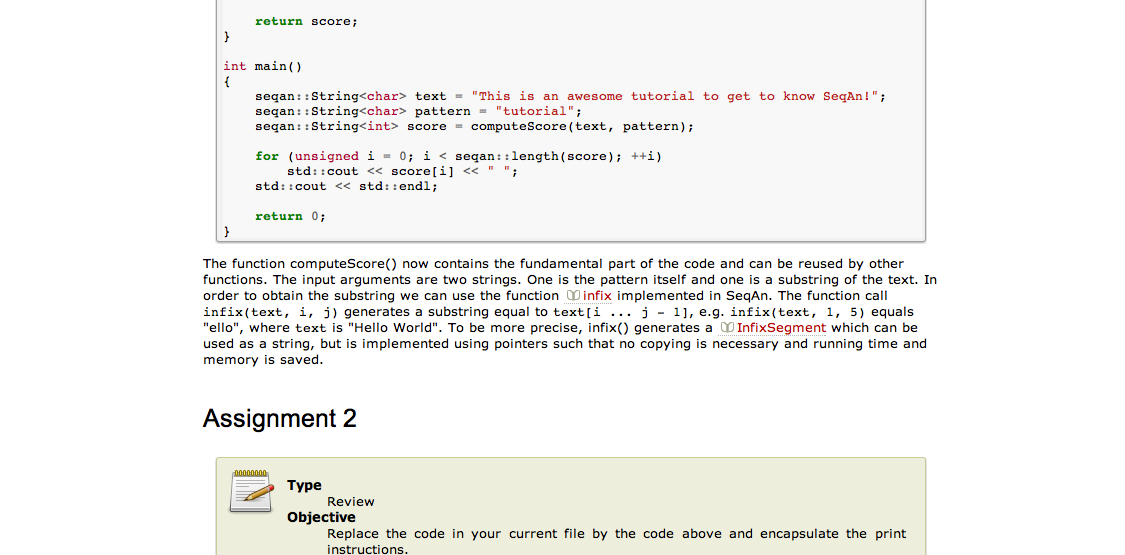 return score;
}
int main()
{
seqan::String<char> text = "This is an awesome tutorial to get to know SeqAn!";
seqan::String<char> pattern = "tutorial";
seqan::String<int> score = computeScore(text, pattern);
for (unsigned i = 0; i < seqan::length(score); ++i)
std::cout << score[i] << " ";
std::cout << std::endl;
return 0;
}
The function computeScore() now contains the fundamental part of the code and can be reused by other
functions. The input arguments are two strings. One is the pattern itself and one is a substring of the text. In
order to obtain the substring we can use the function infix implemented in SeqAn. The function call
infix(text, i, j) generates a substring equal to text[i ... j - 1], e.g. infix(text, 1, 5) equals
"ello", where text is "Hello World". To be more precise, infix() generates a InfixSegment which can be
used as a string, but is implemented using pointers such that no copying is necessary and running time and
memory is saved.
Assignment 2
Type
Review
Objective
Replace the code in your current file by the code above and encapsulate the print
instructions.